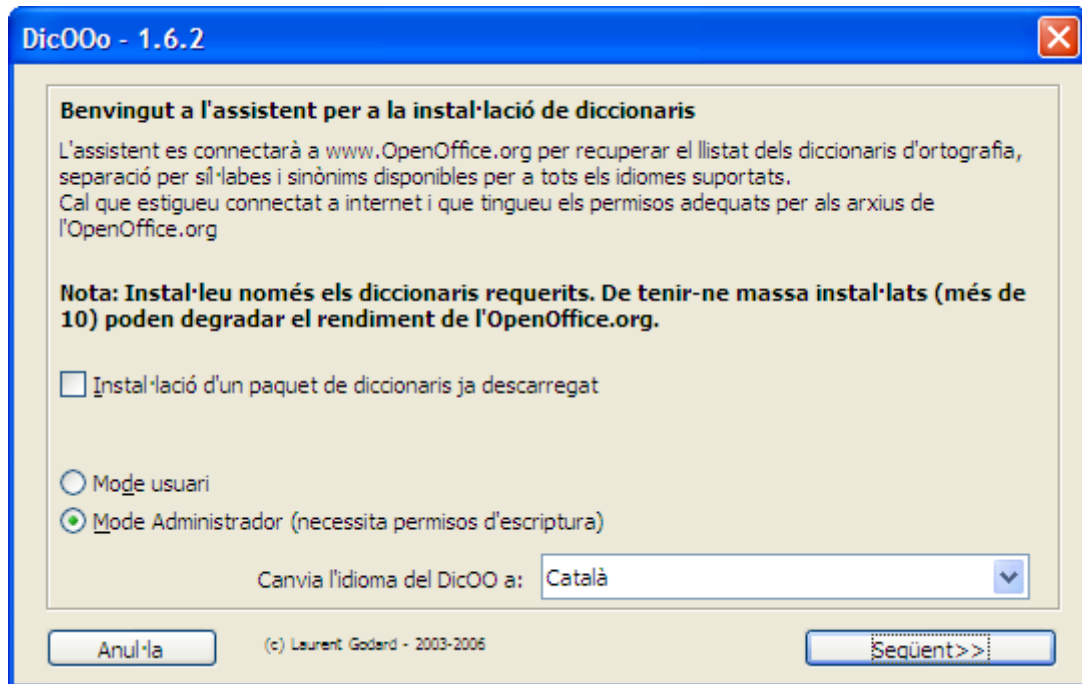 DicOOo - 1.6.2
Benvingut a l'assistent per a la instal·lació de diccionaris
L'assistent es connectarà a www.OpenOffice.org per recuperar el llistat dels diccionaris d'ortografia,
separació per síl·labes i sinònims disponibles per a tots els idiomes suportats.
Cal que estigueu connectat a internet i que tingueu els permisos adequats per als arxius de
l'OpenOffice.org
Nota: Instal·leu només els diccionaris requerits. De tenir-ne massa instal·lats (més de
10) poden degradar el rendiment de l'OpenOffice.org.
Instal·lació d'un paquet de diccionaris ja descarregat
Mode usuari
Mode Administrador (necessita permisos d'escriptura)
Canvia l'idioma del DicOO a: Català
Anul·la (c) Laurent Godard - 2003-2006 Següent>>